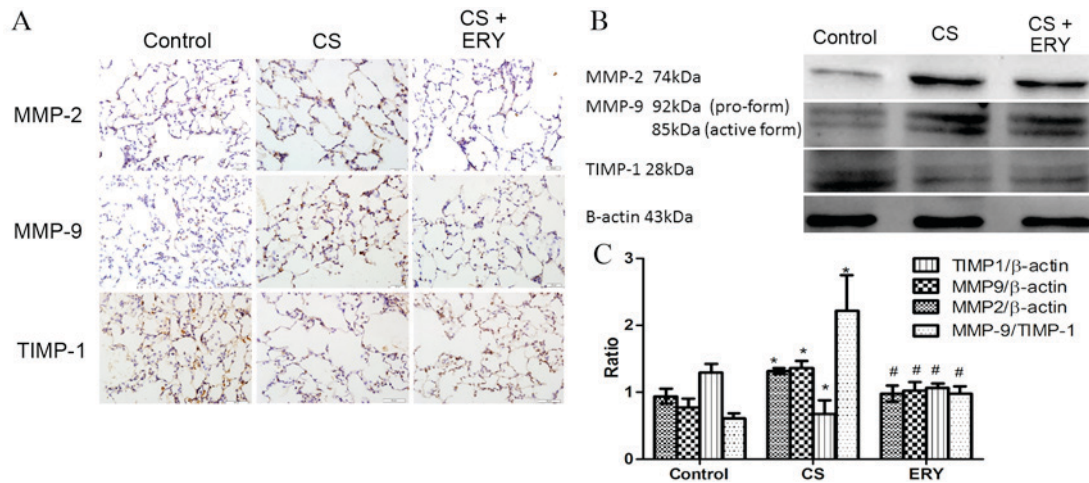 A
Control
CS
CS +
ERY
MMP-2
MMP-9
TIMP-1
B
Control
CS
CS +
ERY
MMP-2 74kDa
MMP-9 92kDa (pro-form)
85kDa (active form)
TIMP-1 28kDa
B-actin 43kDa
C
Ratio
3
2
1
0
* * * *
# # # #
Control
CS
ERY
TIMP1/β-actin
MMP9/β-actin
MMP2/β-actin
MMP-9/TIMP-1